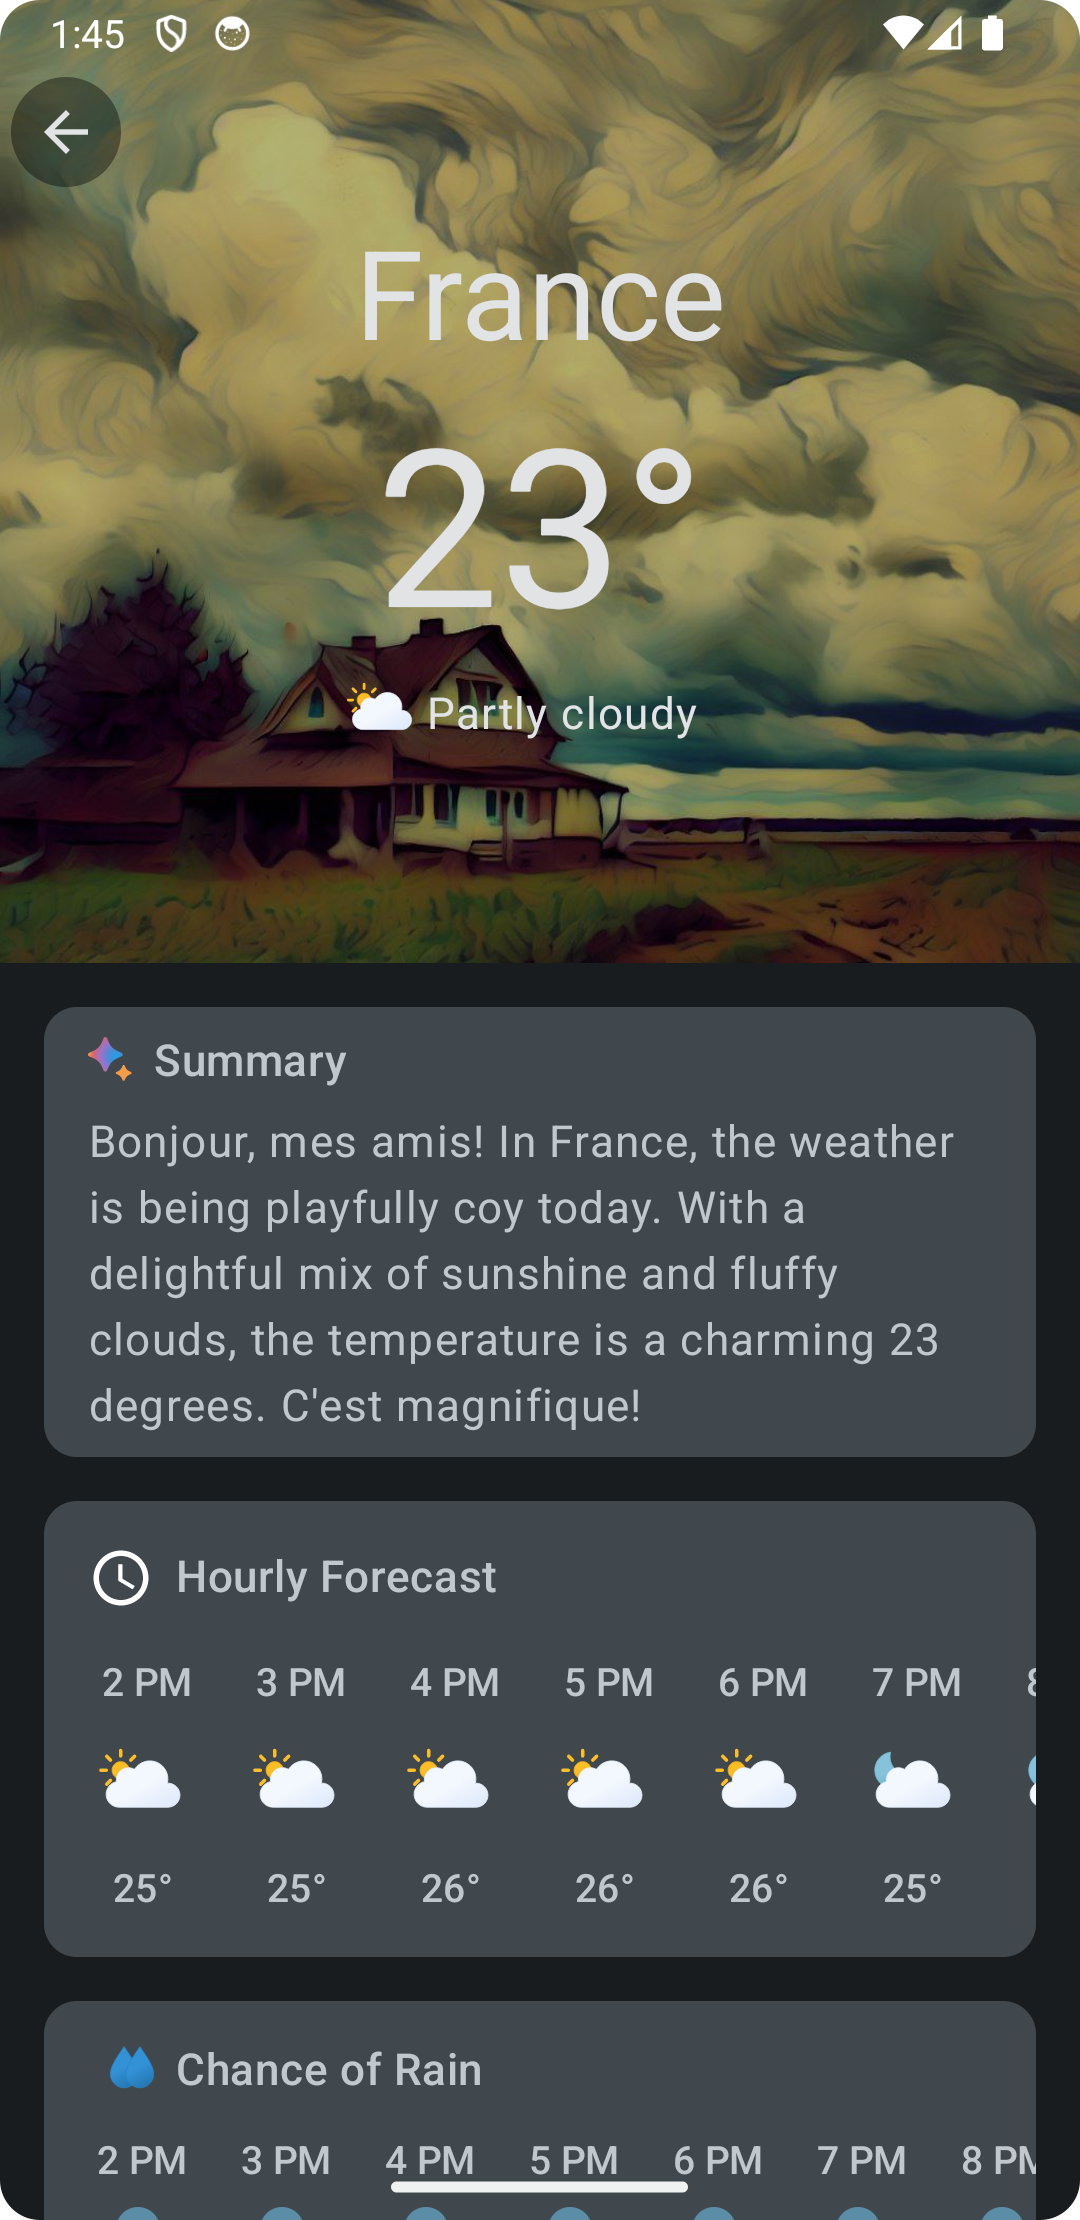 1:45
France
23°
Partly cloudy
Summary
Bonjour, mes amis! In France, the weather
is being playfully coy today. With a
delightful mix of sunshine and fluffy
clouds, the temperature is a charming 23
degrees. C'est magnifique!
Hourly Forecast
2 PM 3 PM 4 PM 5 PM 6 PM 7 PM
25° 25° 26° 26° 26° 25°
Chance of Rain
2 PM 3 PM 4 PM 5 PM 6 PM 7 PM 8 PM